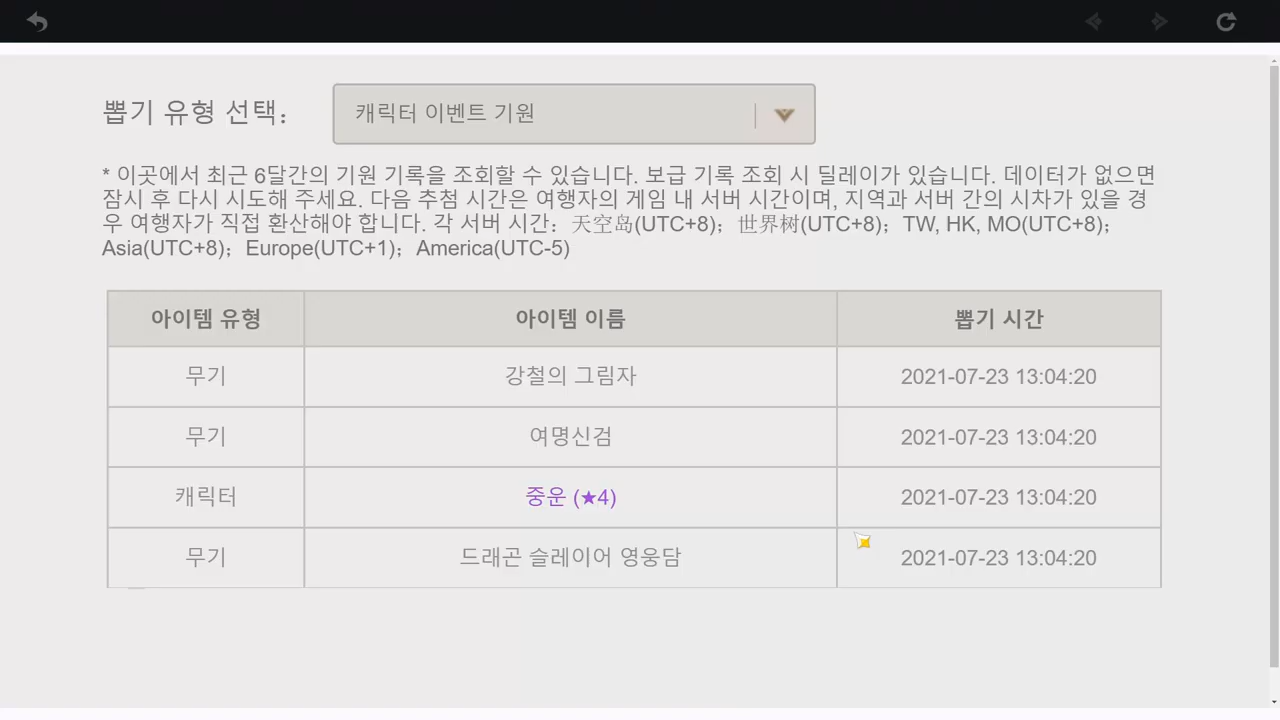 뽑기 유형 선택:
캐릭터 이벤트 기원
* 이곳에서 최근 6달간의 기원 기록을 조회할 수 있습니다. 보급 기록 조회 시 딜레이가 있습니다. 데이터가 없으면
잠시 후 다시 시도해 주세요. 다음 추첨 시간은 여행자의 게임 내 서버 시간이며, 지역과 서버 간의 시차가 있을 경
우 여행자가 직접 환산해야 합니다. 각 서버 시간: 天空岛(UTC+8); 世界树(UTC+8); TW, HK, MO(UTC+8);
Asia(UTC+8); Europe(UTC+1); America(UTC-5)
아이템 유형 아이템 이름 뽑기 시간
무기 강철의 그림자 2021-07-23 13:04:20
무기 여명신검 2021-07-23 13:04:20
캐릭터 중운 (★4) 2021-07-23 13:04:20
무기 드래곤 슬레이어 영웅담 2021-07-23 13:04:20